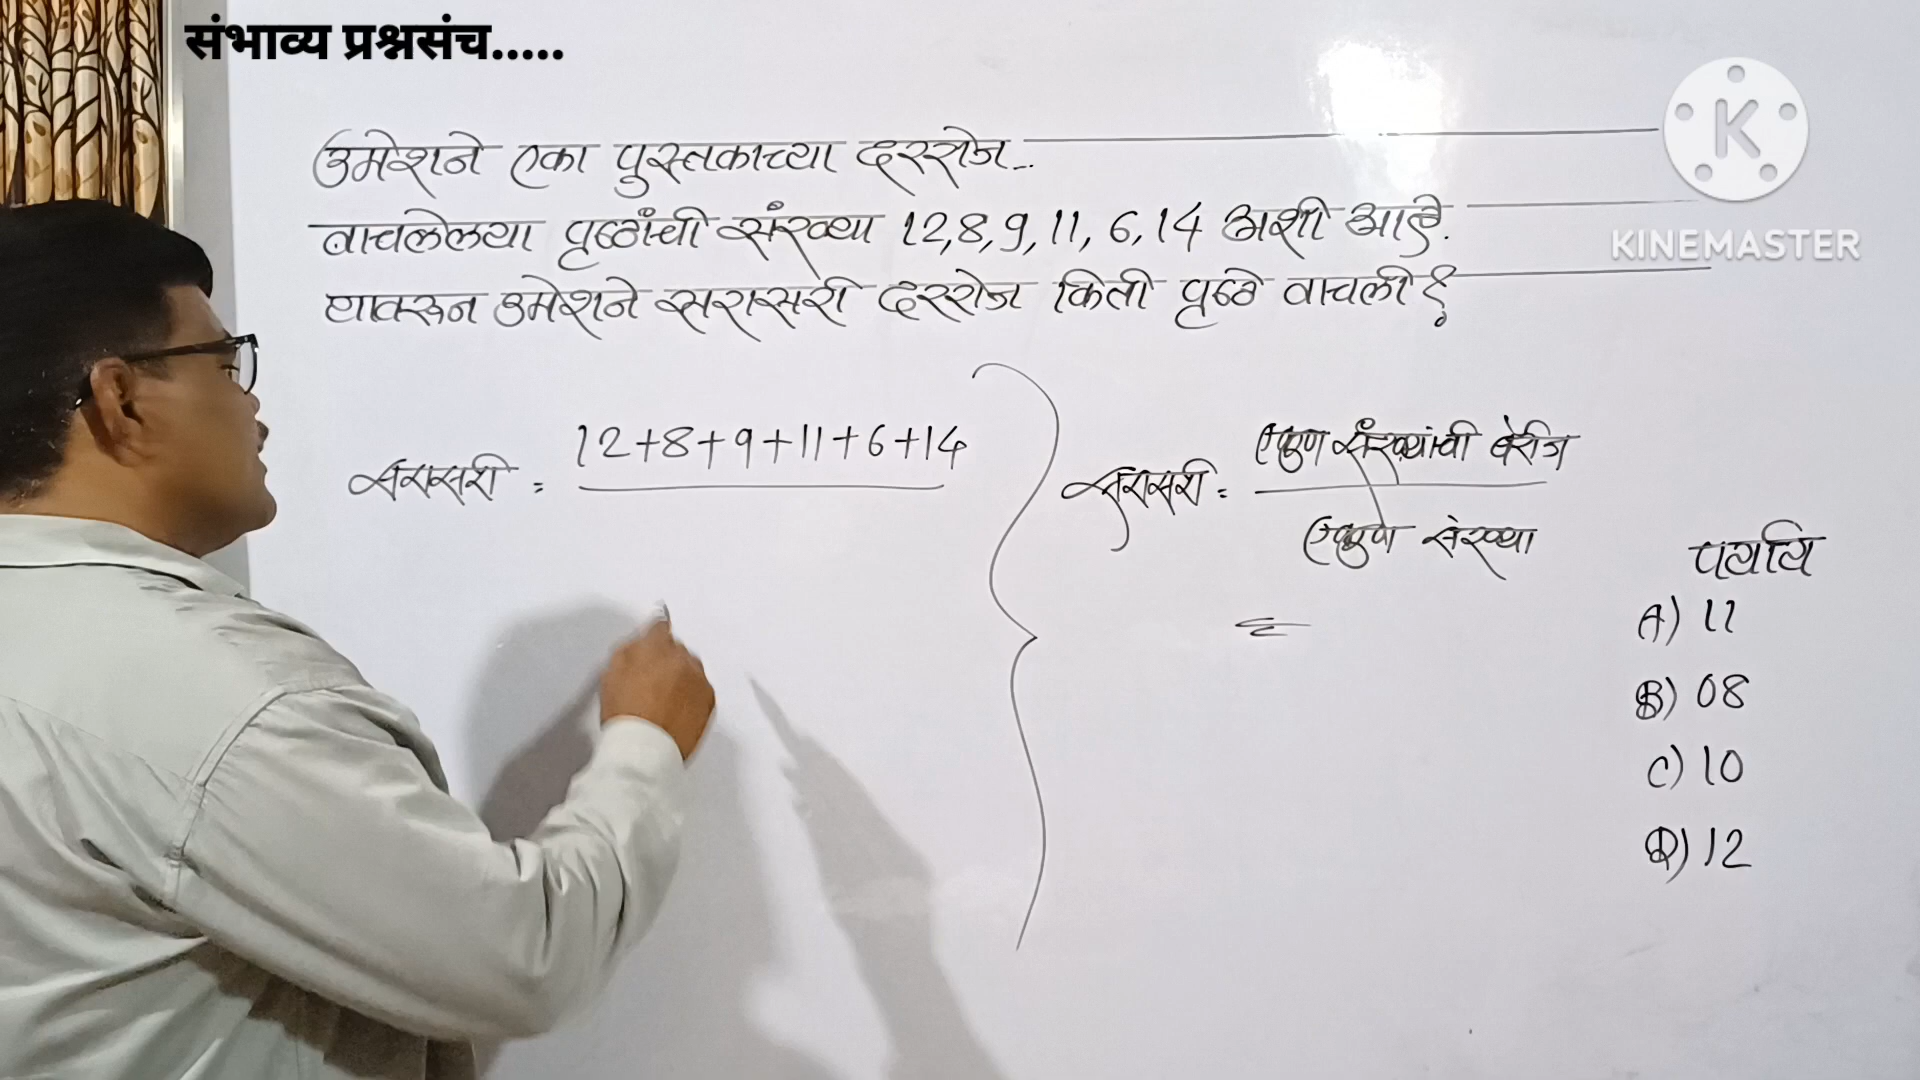 संभाव्य प्रश्नसंच.....
उमेशने एका पुस्तकाच्या दररोज...
वाचलेल्या पृष्ठांची संख्या 12,8,9,11,6,14 अशी आहे.
यावरून उमेशने सरासरी दररोज किती पृष्ठे वाचली?
सरासरी = 12+8+9+11+6+14
सरासरी = एकुण संख्यांची बेरीज
एकुण संख्या
=
पर्याय
A) 11
B) 08
C) 10
D) 12
K
KINEMASTER